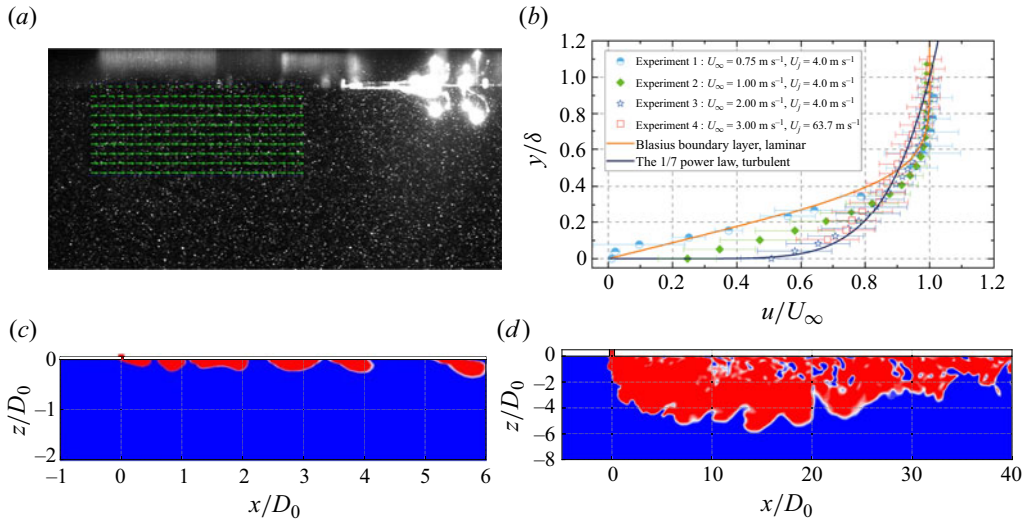 (a)
(b)
1.2
1.0
0.8
0.6
0.4
0.2
0
y/δ
Experiment 1 : U∞ = 0.75 m s⁻¹, Uj = 4.0 m s⁻¹
Experiment 2 : U∞ = 1.00 m s⁻¹, Uj = 4.0 m s⁻¹
Experiment 3 : U∞ = 2.00 m s⁻¹, Uj = 4.0 m s⁻¹
Experiment 4 : U∞ = 3.00 m s⁻¹, Uj = 63.7 m s⁻¹
Blasius boundary layer, laminar
The 1/7 power law, turbulent
0 0.2 0.4 0.6 0.8 1.0 1.2
u/U∞
(c)
0
−1
−2
z/D0
−1 0 1 2 3 4 5 6
x/D0
(d)
0
−2
−4
−6
−8
z/D0
0 10 20 30 40
x/D0